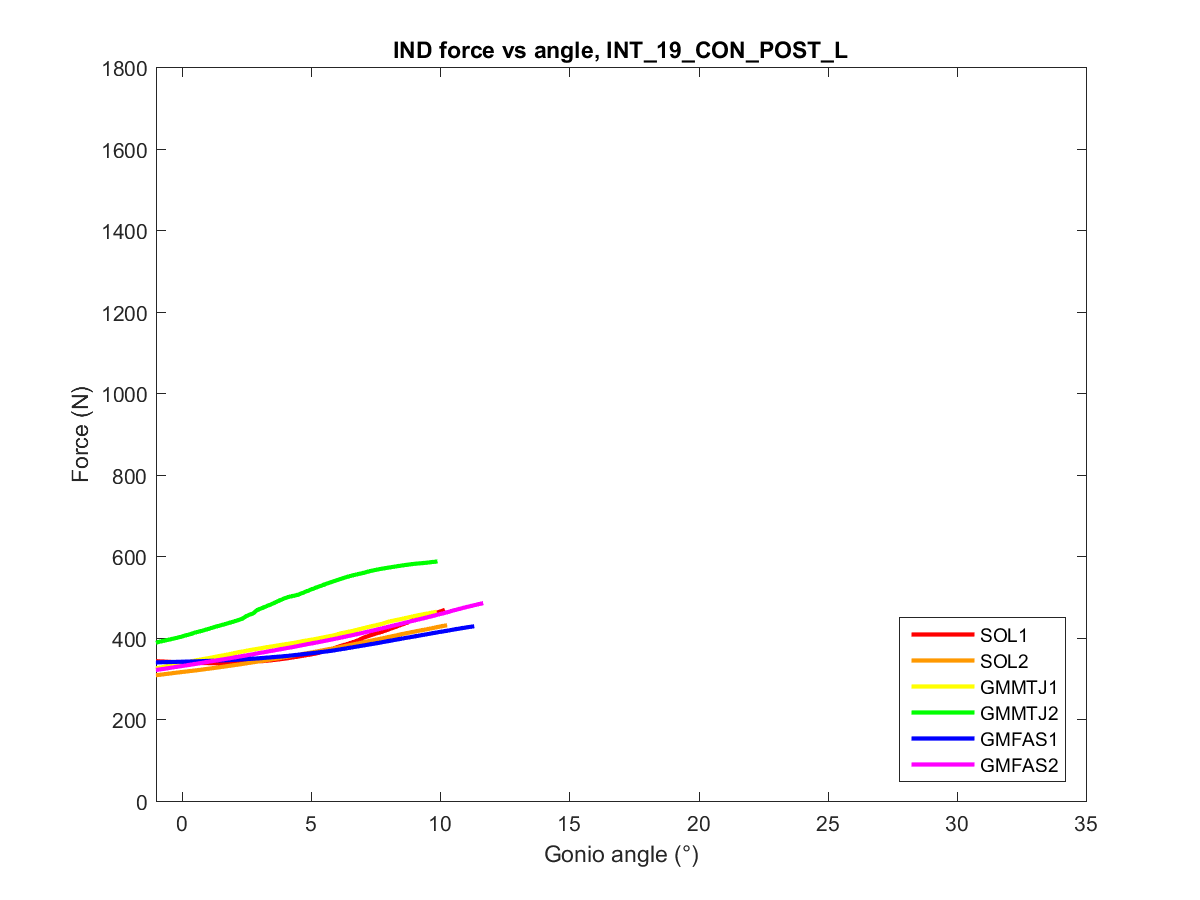 IND force vs angle, INT_19_CON_POST_L
1800
1600
1400
1200
1000
800
600
400
200
0
Force (N)
0 5 10 15 20 25 30 35
Gonio angle (°)
SOL1
SOL2
GMMTJ1
GMMTJ2
GMFAS1
GMFAS2